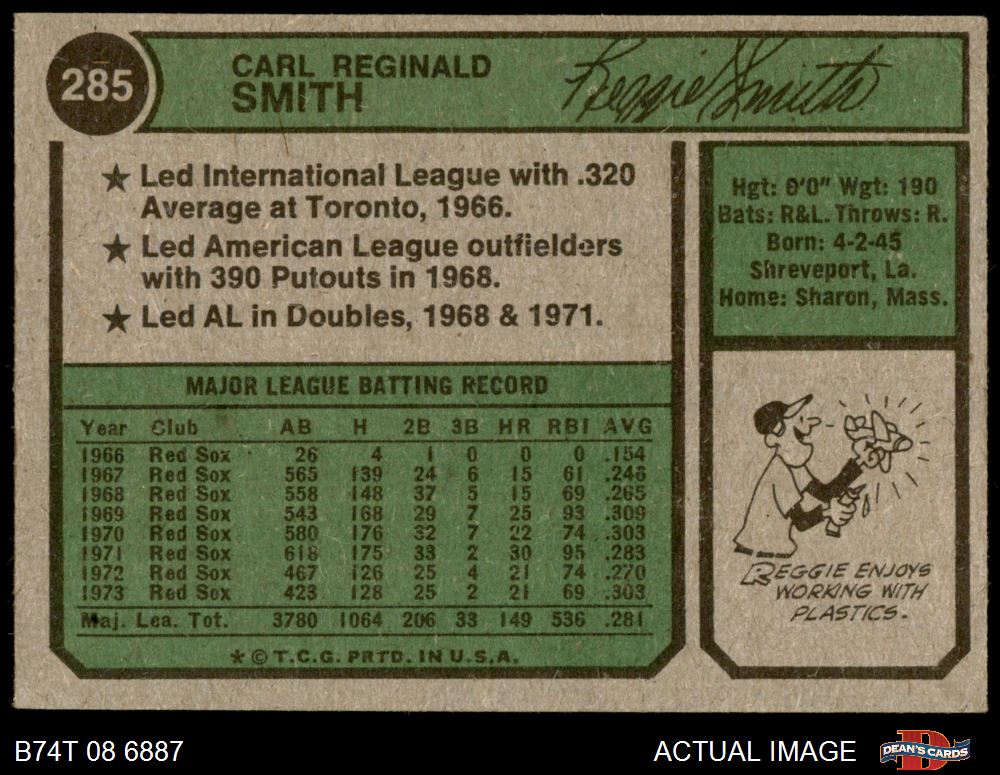 285
CARL REGINALD
SMITH
Reggie Smith
★ Led International League with .320
Average at Toronto, 1966.
★ Led American League outfielders
with 390 Putouts in 1968.
★ Led AL in Doubles, 1968 & 1971.
Hgt: 6'0" Wgt: 190
Bats: R&L. Throws: R.
Born: 4-2-45
Shreveport, La.
Home: Sharon, Mass.
MAJOR LEAGUE BATTING RECORD
Year Club AB H 2B 3B HR RBI AVG
1966 Red Sox 26 4 1 0 0 0 .154
1967 Red Sox 565 139 24 6 15 61 .246
1968 Red Sox 558 148 37 5 15 69 .265
1969 Red Sox 543 168 29 7 25 93 .309
1970 Red Sox 580 176 32 7 22 74 .303
1971 Red Sox 618 175 33 2 30 95 .283
1972 Red Sox 467 126 25 4 21 74 .270
1973 Red Sox 423 128 25 2 21 69 .303
Maj. Lea. Tot. 3780 1064 206 33 149 536 .281
* © T.C.G. PRTD. IN U.S.A.
REGGIE ENJOYS
WORKING WITH
PLASTICS.
B74T 08 6887
ACTUAL IMAGE
D
DEAN'S CARDS